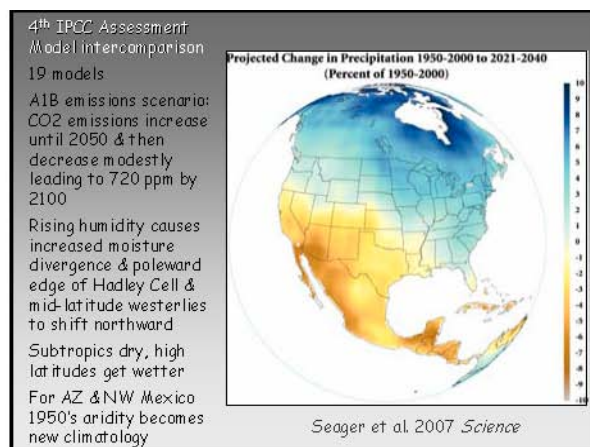 4th IPCC Assessment
Model intercomparison
19 models
A1B emissions scenario:
CO2 emissions increase
until 2050 & then
decrease modestly
leading to 720 ppm by
2100
Rising humidity causes
increased moisture
divergence & poleward
edge of Hadley Cell &
mid-latitude westerlies
to shift northward
Subtropics dry, high
latitudes get wetter
For AZ & NW Mexico
1950's aridity becomes
new climatology
Projected Change in Precipitation 1950-2000 to 2021-2040
(Percent of 1950-2000)
10
9
8
7
6
5
4
3
2
1
0
-1
-2
-3
-4
-5
-6
-7
-8
-9
-10
Seager et al. 2007 Science